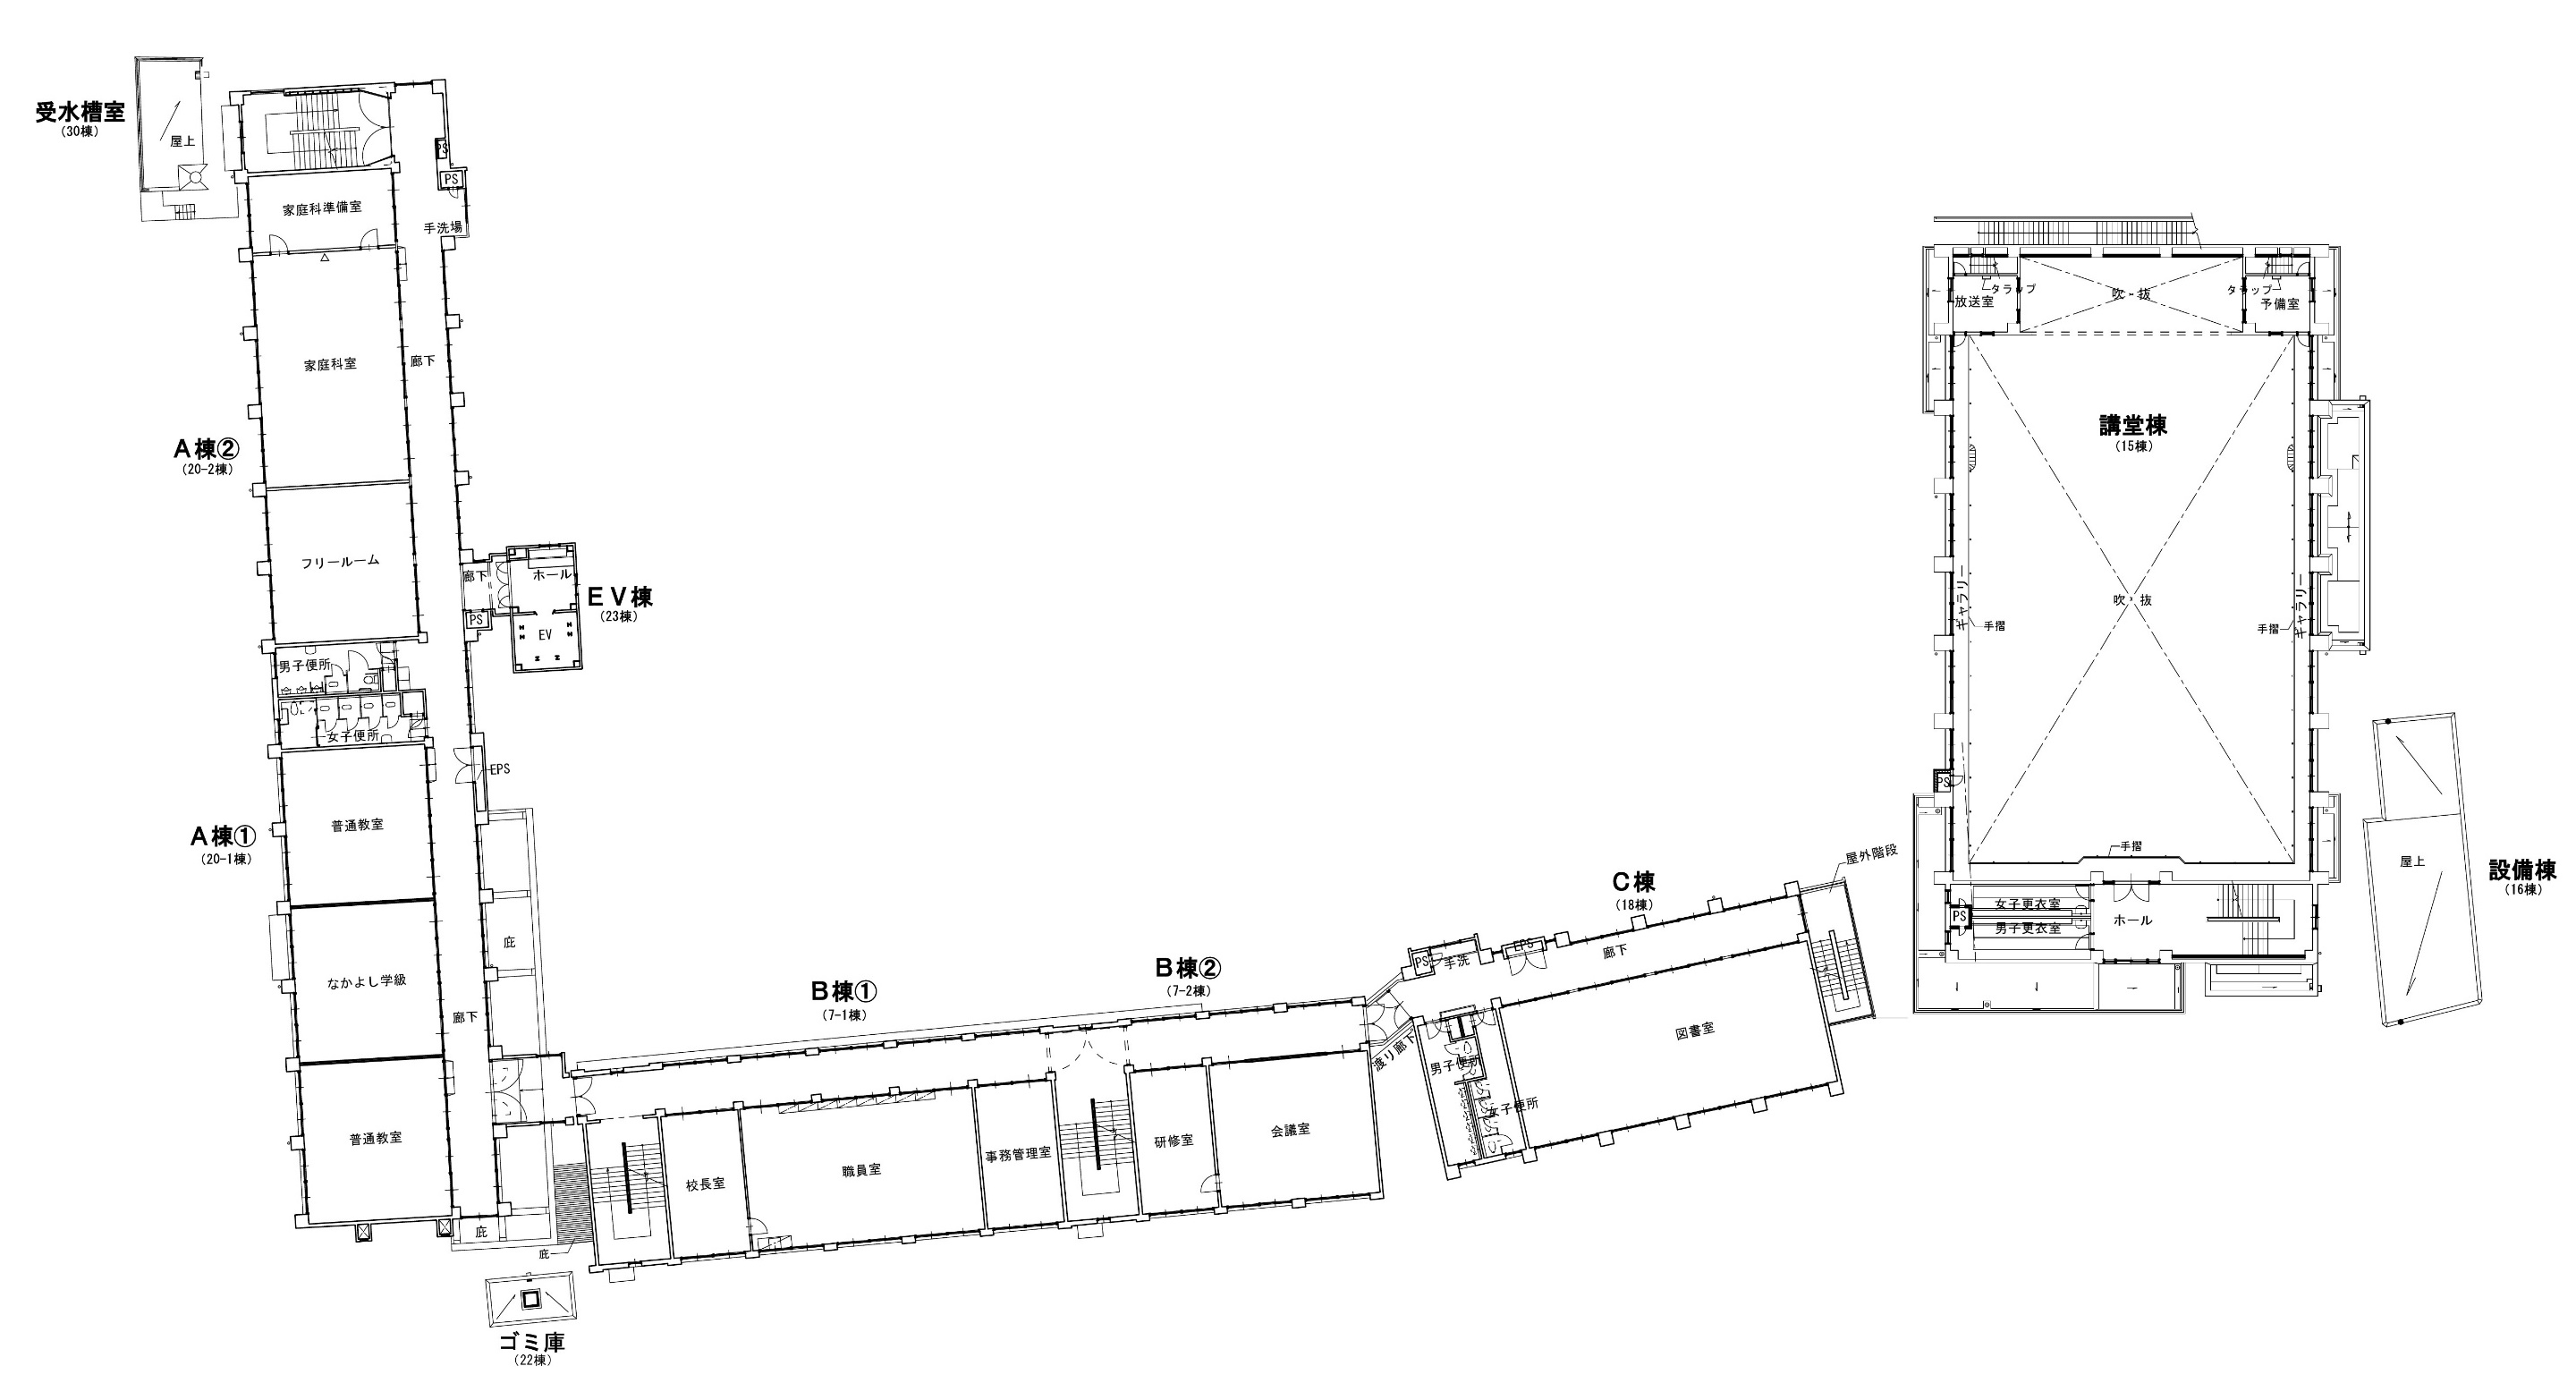 受水槽室
(30棟)
屋上
PS
PS
手洗場
家庭科準備室
家庭科室
廊下
A棟②
(20-2棟)
フリールーム
廊下
ホール
PS
EV
EV棟
(23棟)
男子便所
女子便所
EPS
普通教室
A棟①
(20-1棟)
なかよし学級
庇
廊下
普通教室
庇
庇
ゴミ庫
(22棟)
B棟①
(7-1棟)
校長室
職員室
事務管理室
B棟②
(7-2棟)
研修室
会議室
渡り廊下
C棟
(18棟)
PS
手洗
EPS
廊下
屋外階段
男子便所
女子便所
図書室
タラップ
放送室
吹・抜
タラップ
予備室
講堂棟
(15棟)
ギャラリー
手摺
吹・抜
手摺
ギャラリー
PS
手摺
女子更衣室
PS
男子更衣室
ホール
屋上
設備棟
(16棟)